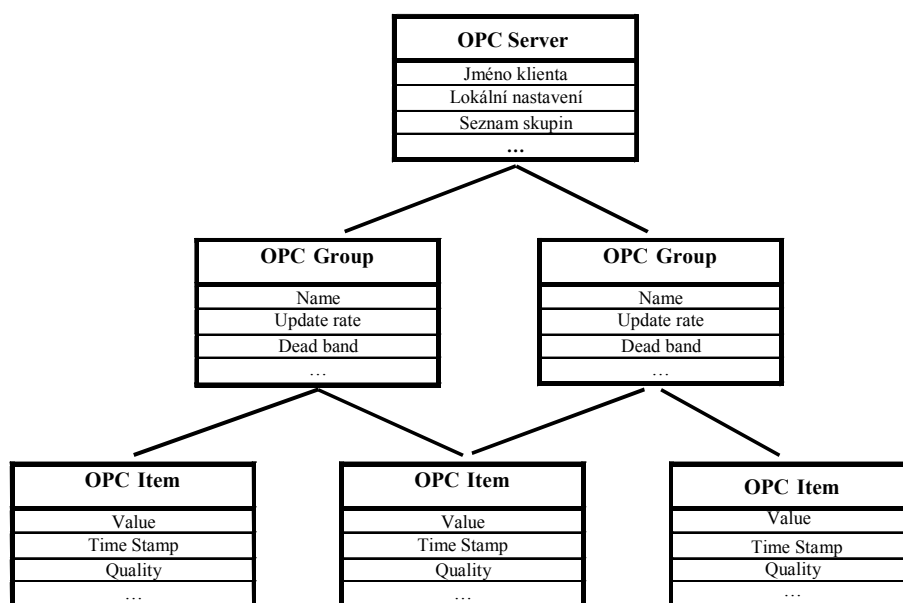 OPC Server
Jméno klienta
Lokální nastavení
Seznam skupin
...
OPC Group
Name
Update rate
Dead band
...
OPC Group
Name
Update rate
Dead band
...
OPC Item
Value
Time Stamp
Quality
...
OPC Item
Value
Time Stamp
Quality
...
OPC Item
Value
Time Stamp
Quality
...